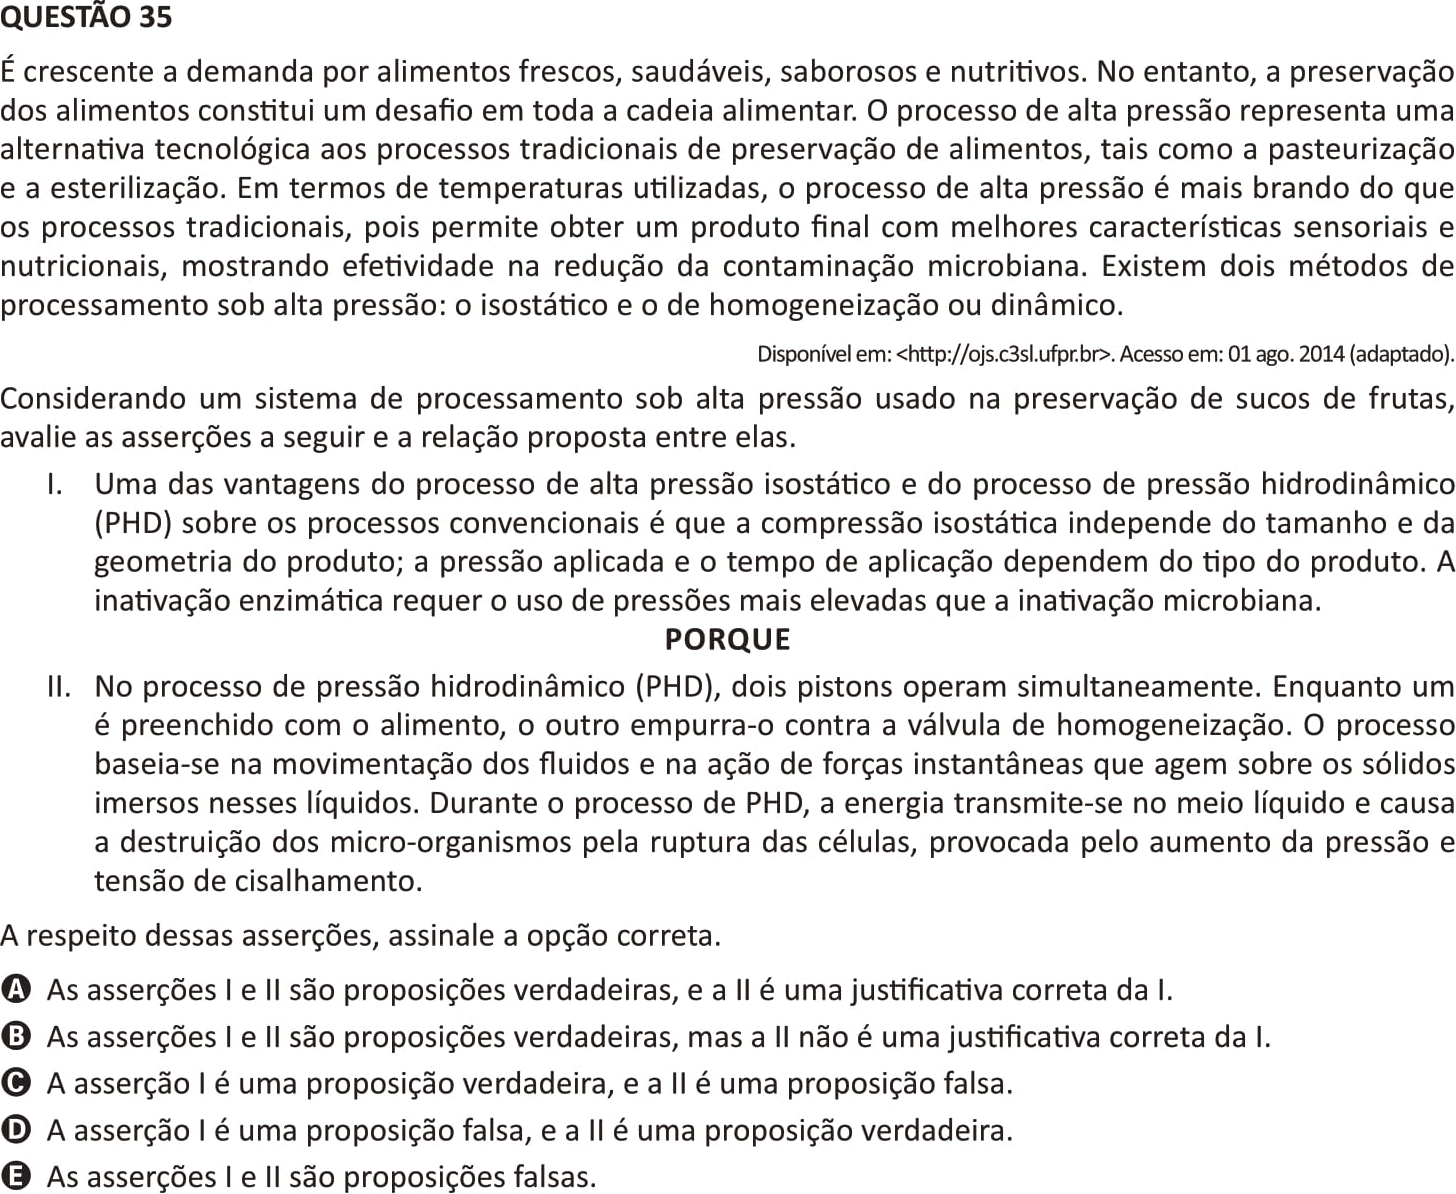 QUESTÃO 35
É crescente a demanda por alimentos frescos, saudáveis, saborosos e nutritivos. No entanto, a preservação
dos alimentos constitui um desafio em toda a cadeia alimentar. O processo de alta pressão representa uma
alternativa tecnológica aos processos tradicionais de preservação de alimentos, tais como a pasteurização
e a esterilização. Em termos de temperaturas utilizadas, o processo de alta pressão é mais brando do que
os processos tradicionais, pois permite obter um produto final com melhores características sensoriais e
nutricionais, mostrando efetividade na redução da contaminação microbiana. Existem dois métodos de
processamento sob alta pressão: o isostático e o de homogeneização ou dinâmico.
Disponível em: <http://ojs.c3sl.ufpr.br>. Acesso em: 01 ago. 2014 (adaptado).
Considerando um sistema de processamento sob alta pressão usado na preservação de sucos de frutas,
avalie as asserções a seguir e a relação proposta entre elas.
I. Uma das vantagens do processo de alta pressão isostático e do processo de pressão hidrodinâmico
(PHD) sobre os processos convencionais é que a compressão isostática independe do tamanho e da
geometria do produto; a pressão aplicada e o tempo de aplicação dependem do tipo do produto. A
inativação enzimática requer o uso de pressões mais elevadas que a inativação microbiana.
PORQUE
II. No processo de pressão hidrodinâmico (PHD), dois pistons operam simultaneamente. Enquanto um
é preenchido com o alimento, o outro empurra-o contra a válvula de homogeneização. O processo
baseia-se na movimentação dos fluidos e na ação de forças instantâneas que agem sobre os sólidos
imersos nesses líquidos. Durante o processo de PHD, a energia transmite-se no meio líquido e causa
a destruição dos micro-organismos pela ruptura das células, provocada pelo aumento da pressão e
tensão de cisalhamento.
A respeito dessas asserções, assinale a opção correta.
A As asserções I e II são proposições verdadeiras, e a II é uma justificativa correta da I.
B As asserções I e II são proposições verdadeiras, mas a II não é uma justificativa correta da I.
C A asserção I é uma proposição verdadeira, e a II é uma proposição falsa.
D A asserção I é uma proposição falsa, e a II é uma proposição verdadeira.
E As asserções I e II são proposições falsas.